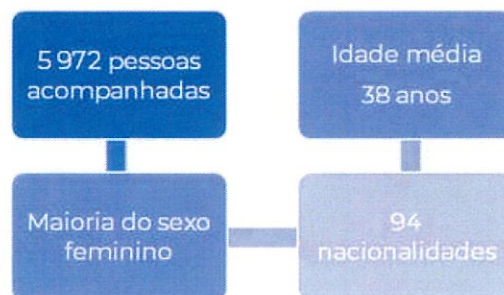 5 972 pessoas
acompanhadas
Maioria do sexo
feminino
94
nacionalidades
Idade média
38 anos